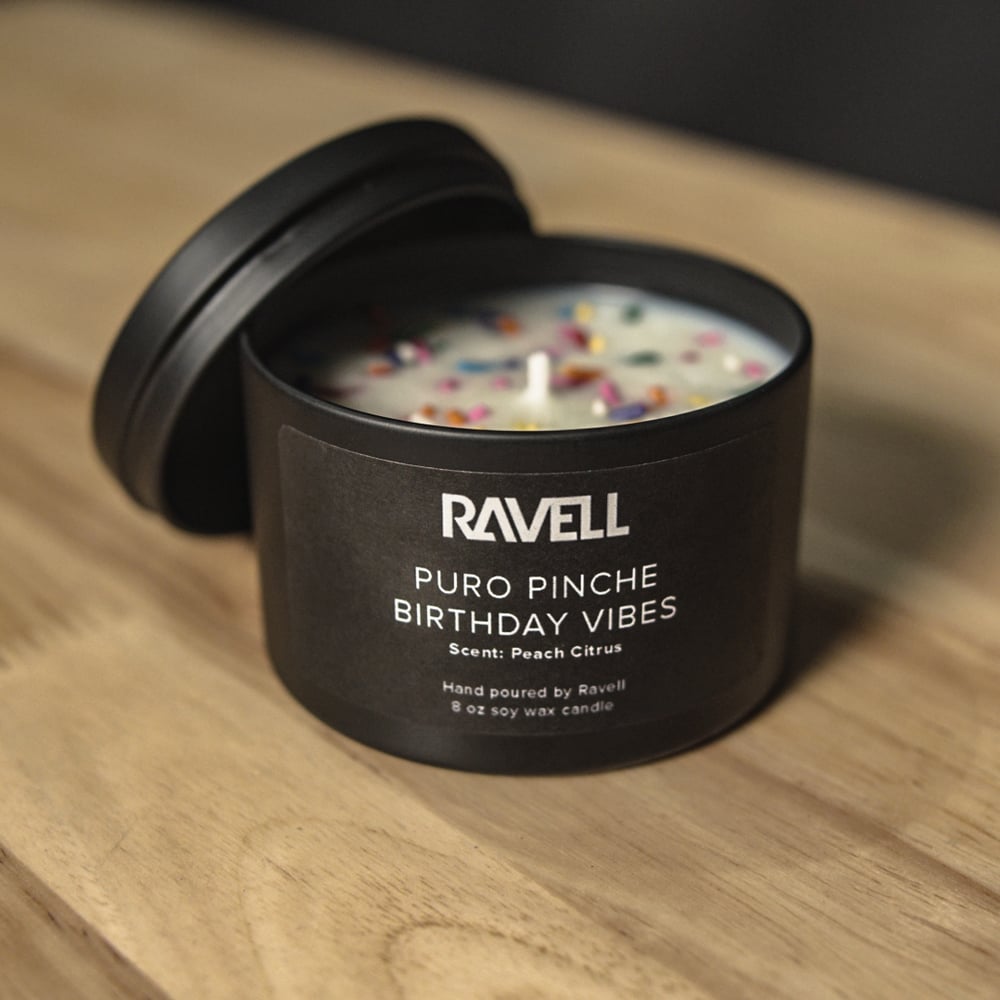 RAVELL
PURO PINCHE
BIRTHDAY VIBES
Scent: Peach Citrus
Hand poured by Ravell
8 oz soy wax candle